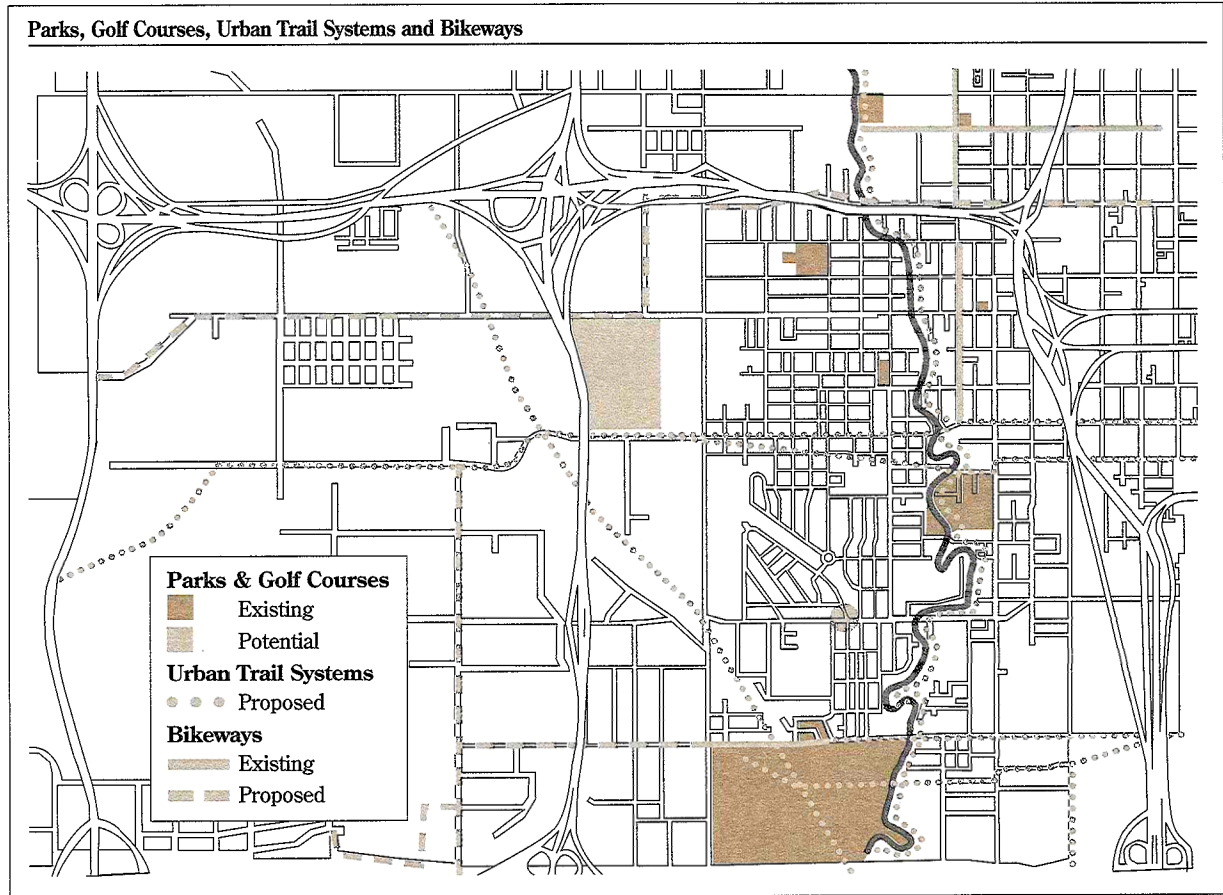 Parks, Golf Courses, Urban Trail Systems and Bikeways
Parks & Golf Courses
Existing
Potential
Urban Trail Systems
Proposed
Bikeways
Existing
Proposed